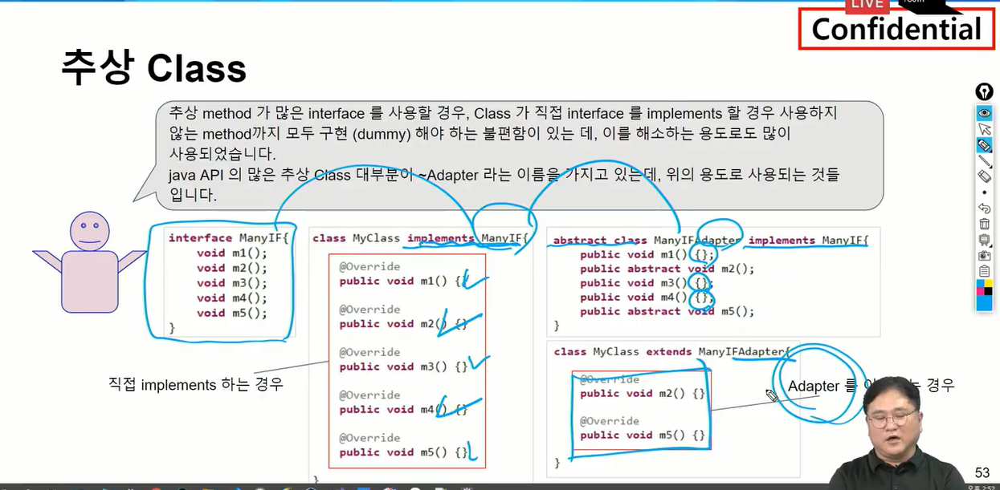 LIVE
Confidential
추상 Class
추상 method 가 많은 interface 를 사용할 경우, Class 가 직접 interface 를 implements 할 경우 사용하지
않는 method까지 모두 구현 (dummy) 해야 하는 불편함이 있는 데, 이를 해소하는 용도로도 많이
사용되었습니다.
java API 의 많은 추상 Class 대부분이 ~Adapter 라는 이름을 가지고 있는데, 위의 용도로 사용되는 것들
입니다.
interface ManyIF{
void m1();
void m2();
void m3();
void m4();
void m5();
}
직접 implements 하는 경우
class MyClass implements ManyIF{
@Override
public void m1() {}
@Override
public void m2() {}
@Override
public void m3() {}
@Override
public void m4() {}
@Override
public void m5() {}
}
abstract class ManyIFAdapter implements ManyIF{
public void m1() {};
public abstract void m2();
public void m3() {};
public void m4() {};
public abstract void m5();
}
class MyClass extends ManyIFAdapter{
@Override
public void m2() {}
@Override
public void m5() {}
}
Adapter 를 경우
53